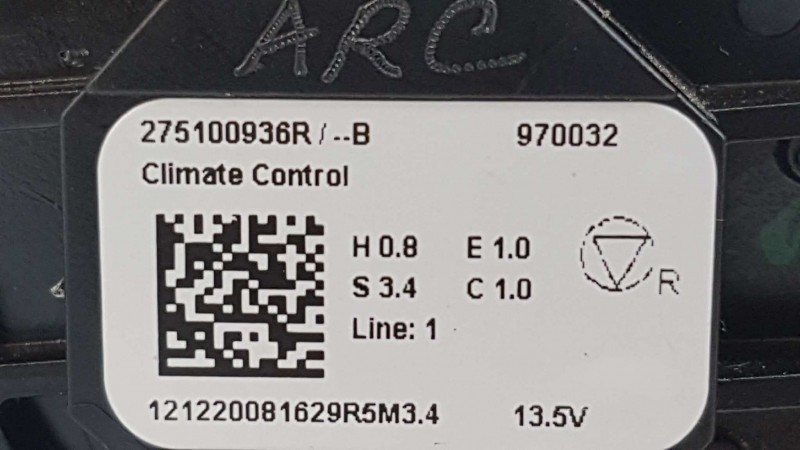 ARC
275100936R / --B 970032
Climate Control
H 0.8 E 1.0
S 3.4 C 1.0
R
Line: 1
121220081629R5M3.4 13.5V